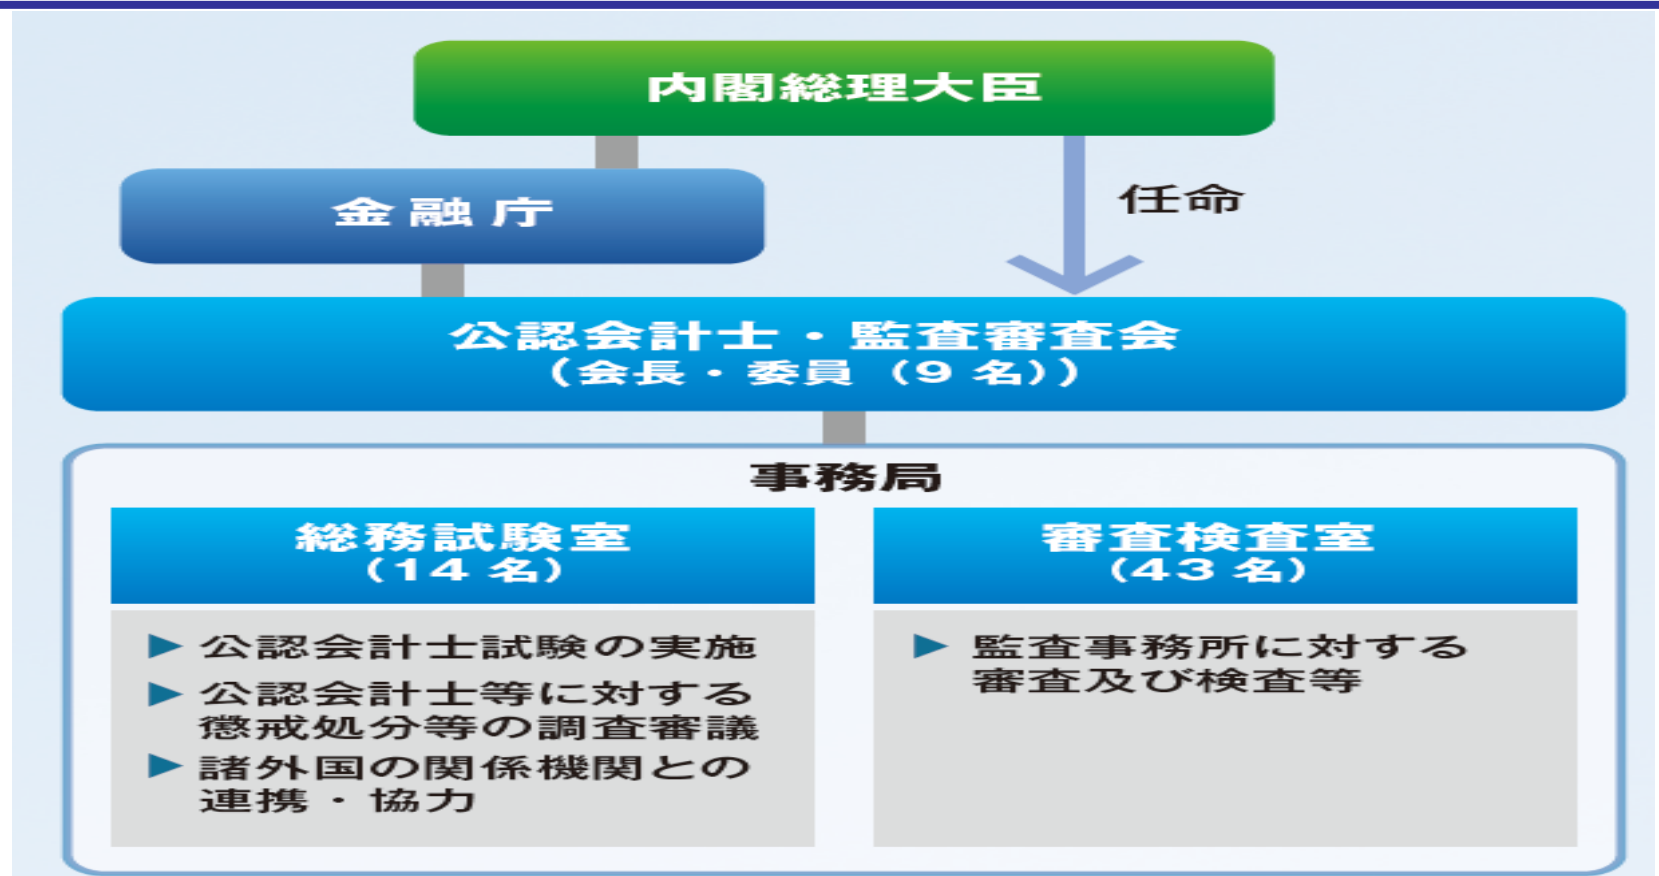 内閣総理大臣
金融庁
任命
公認会計士・監査審査会
（会長・委員（9名））
事務局
総務試験室
（14名）
▶ 公認会計士試験の実施
▶ 公認会計士等に対する
懲戒処分等の調査審議
▶ 諸外国の関係機関との
連携・協力
審査検査室
（43名）
▶ 監査事務所に対する
審査及び検査等